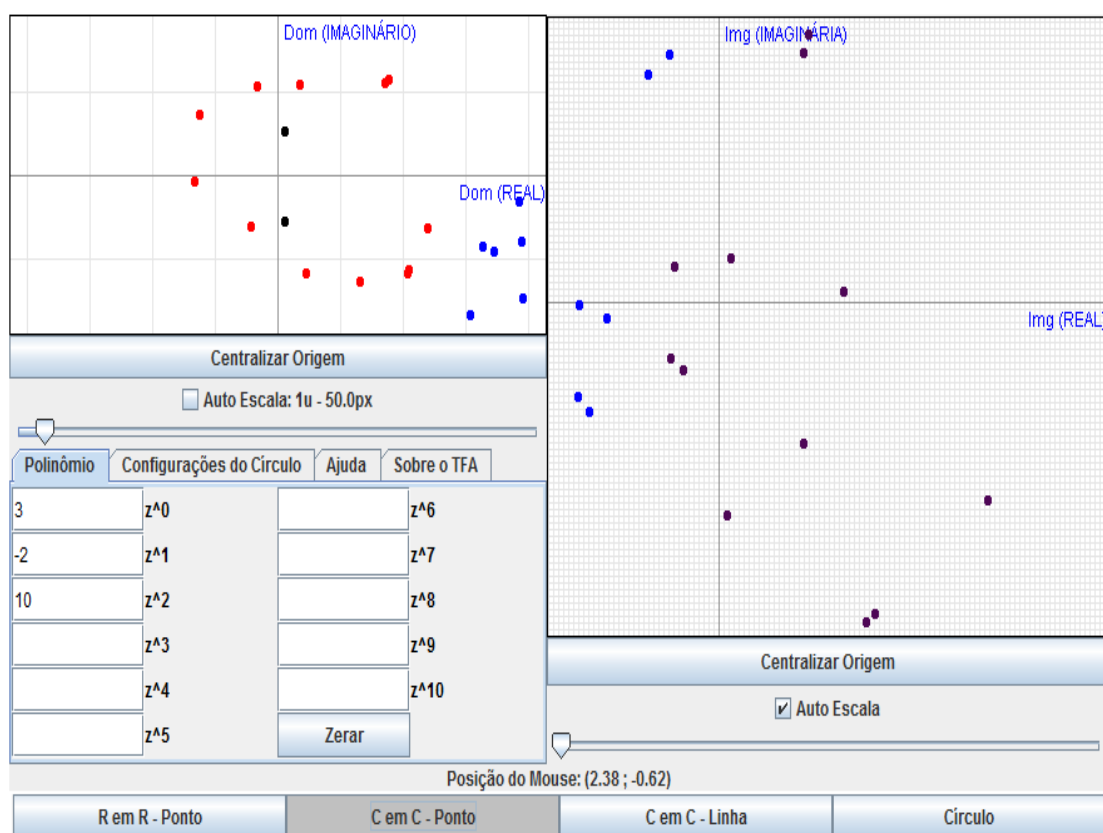 Dom (IMAGINÁRIO)
Dom (REAL)
Img (IMAGINÁRIA)
Img (REAL)
Centralizar Origem
Auto Escala: 1u - 50.0px
Polinômio Configurações do Círculo Ajuda Sobre o TFA
3 z^0 z^6
-2 z^1 z^7
10 z^2 z^8
z^3 z^9
z^4 z^10
z^5 Zerar
Centralizar Origem
Auto Escala
Posição do Mouse: (2.38 ; -0.62)
R em R - Ponto C em C - Ponto C em C - Linha Círculo